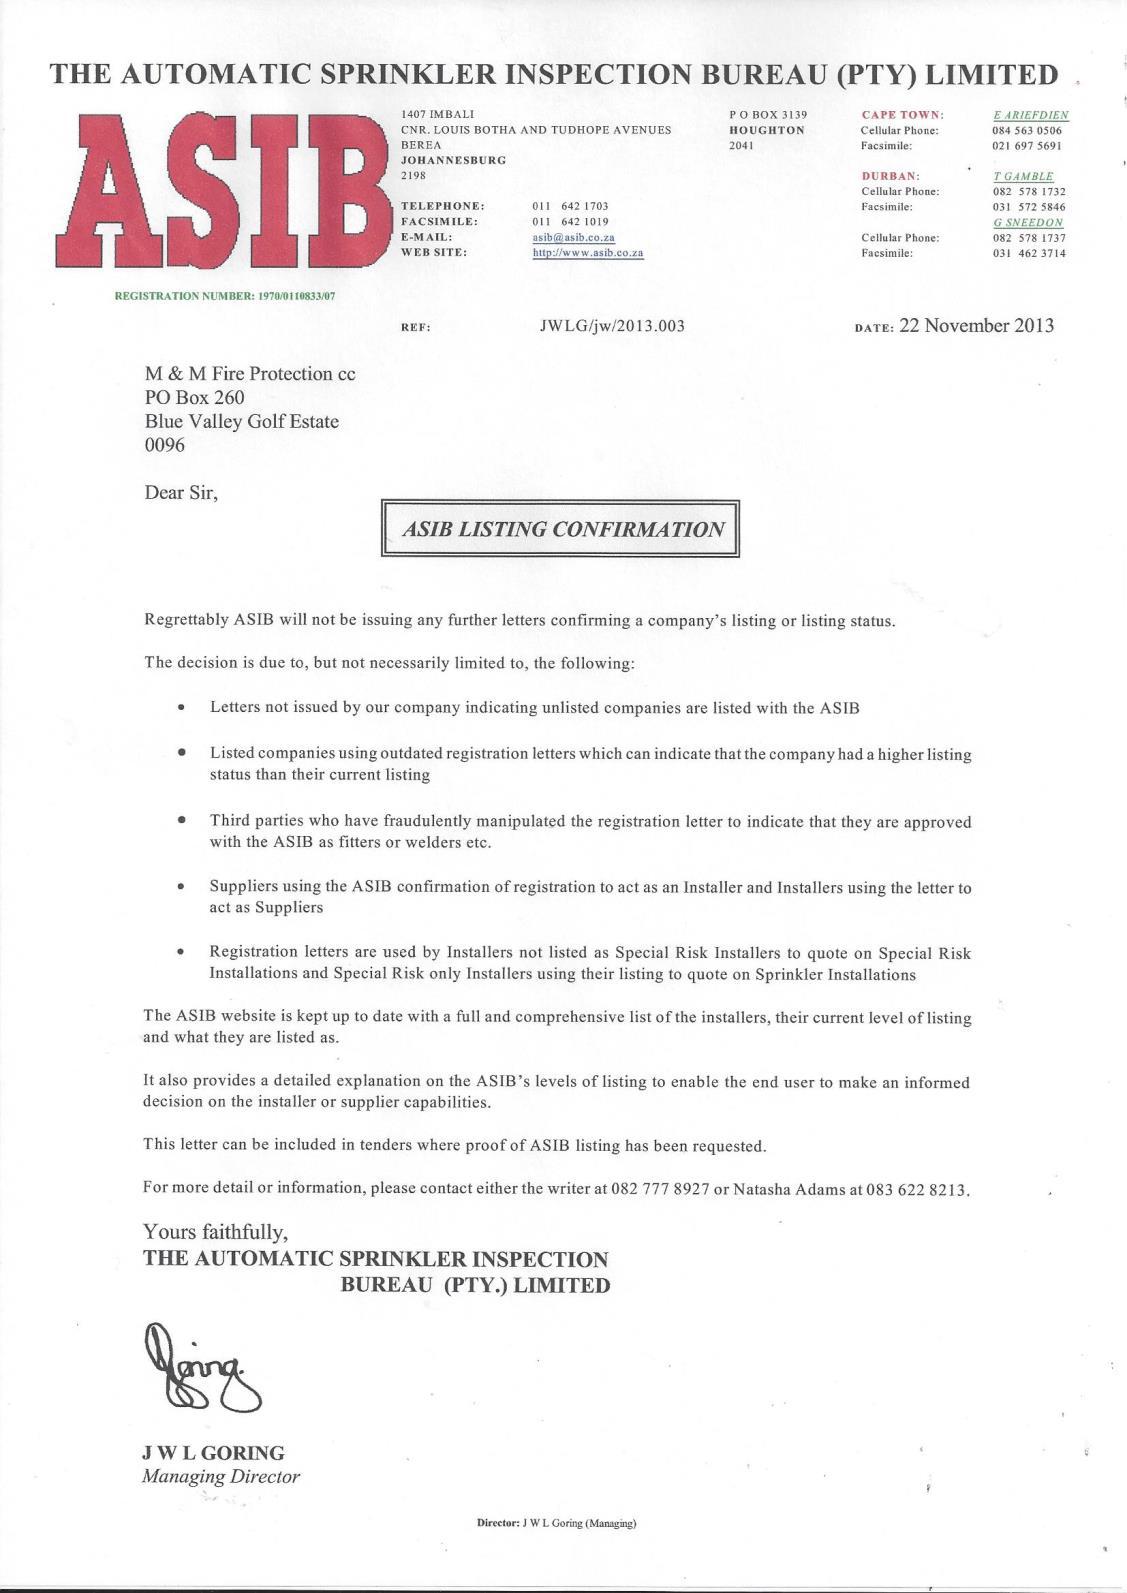 THE AUTOMATIC SPRINKLER INSPECTION BUREAU (PTY) LIMITED
ASIB
1407 IMBALI
CNR. LOUIS BOTHA AND TUDHOPE AVENUES
BEREA
JOHANNESBURG
2198
TELEPHONE: 011 642 1703
FACSIMILE: 011 642 1019
E-MAIL: asib@asib.co.za
WEB SITE: http://www.asib.co.za
P O BOX 3139
HOUGHTON
2041
CAPE TOWN: E ARIEFDIEN
Cellular Phone: 084 563 0506
Facsimile: 021 697 5691
DURBAN: T GAMBLE
Cellular Phone: 082 578 1732
Facsimile: 031 572 5846
G SNEEDON
Cellular Phone: 082 578 1737
Facsimile: 031 462 3714
REGISTRATION NUMBER: 1970/0110833/07
REF: JWLG/jw/2013.003 DATE: 22 November 2013
M & M Fire Protection cc
PO Box 260
Blue Valley Golf Estate
0096
Dear Sir,
ASIB LISTING CONFIRMATION
Regrettably ASIB will not be issuing any further letters confirming a company's listing or listing status.
The decision is due to, but not necessarily limited to, the following:
• Letters not issued by our company indicating unlisted companies are listed with the ASIB
• Listed companies using outdated registration letters which can indicate that the company had a higher listing
status than their current listing
• Third parties who have fraudulently manipulated the registration letter to indicate that they are approved
with the ASIB as fitters or welders etc.
• Suppliers using the ASIB confirmation of registration to act as an Installer and Installers using the letter to
act as Suppliers
• Registration letters are used by Installers not listed as Special Risk Installers to quote on Special Risk
Installations and Special Risk only Installers using their listing to quote on Sprinkler Installations
The ASIB website is kept up to date with a full and comprehensive list of the installers, their current level of listing
and what they are listed as.
It also provides a detailed explanation on the ASIB's levels of listing to enable the end user to make an informed
decision on the installer or supplier capabilities.
This letter can be included in tenders where proof of ASIB listing has been requested.
For more detail or information, please contact either the writer at 082 777 8927 or Natasha Adams at 083 622 8213.
Yours faithfully,
THE AUTOMATIC SPRINKLER INSPECTION
BUREAU (PTY.) LIMITED
Goring.
J W L GORING
Managing Director
Director: J W L Goring (Managing)